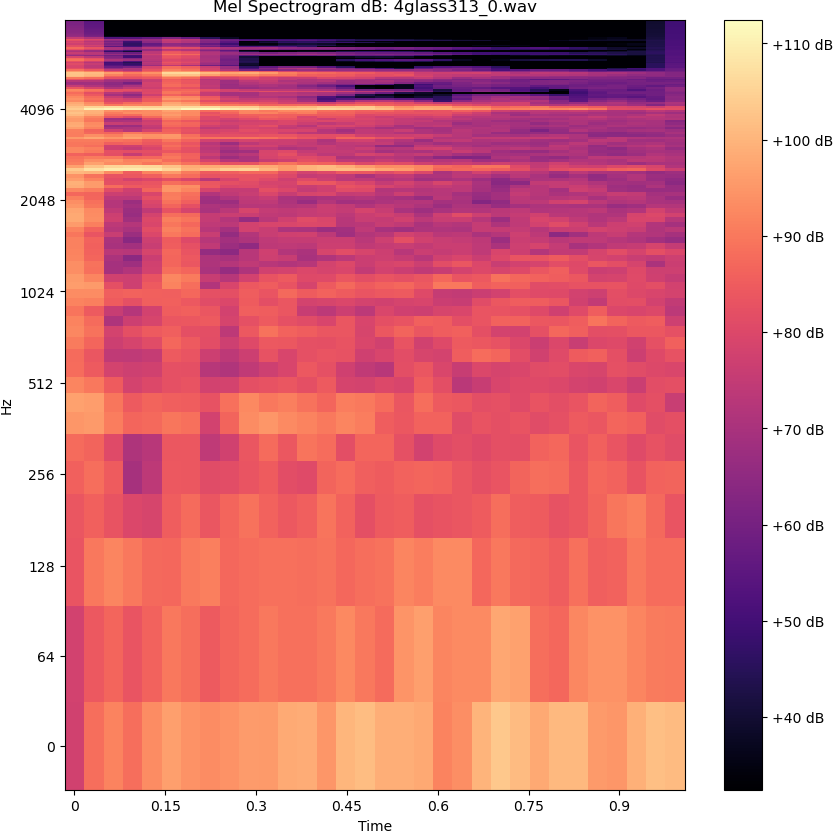 Mel Spectrogram dB: 4glass313_0.wav
Hz
4096
2048
1024
512
256
128
64
0
0
0.15
0.3
0.45
0.6
0.75
0.9
Time
+110 dB
+100 dB
+90 dB
+80 dB
+70 dB
+60 dB
+50 dB
+40 dB